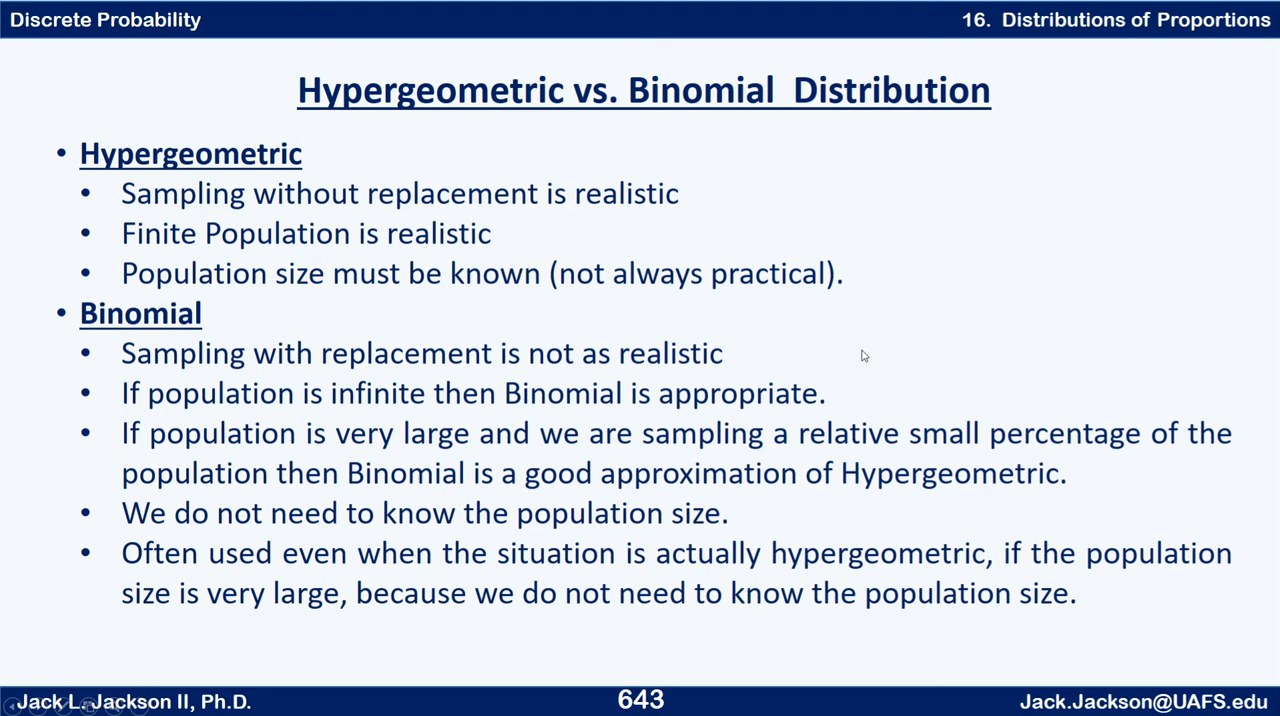 Discrete Probability
16. Distributions of Proportions
Hypergeometric vs. Binomial Distribution
• Hypergeometric
• Sampling without replacement is realistic
• Finite Population is realistic
• Population size must be known (not always practical).
• Binomial
• Sampling with replacement is not as realistic
• If population is infinite then Binomial is appropriate.
• If population is very large and we are sampling a relative small percentage of the
population then Binomial is a good approximation of Hypergeometric.
• We do not need to know the population size.
• Often used even when the situation is actually hypergeometric, if the population
size is very large, because we do not need to know the population size.
Jack L. Jackson II, Ph.D.
643
Jack.Jackson@UAFS.edu